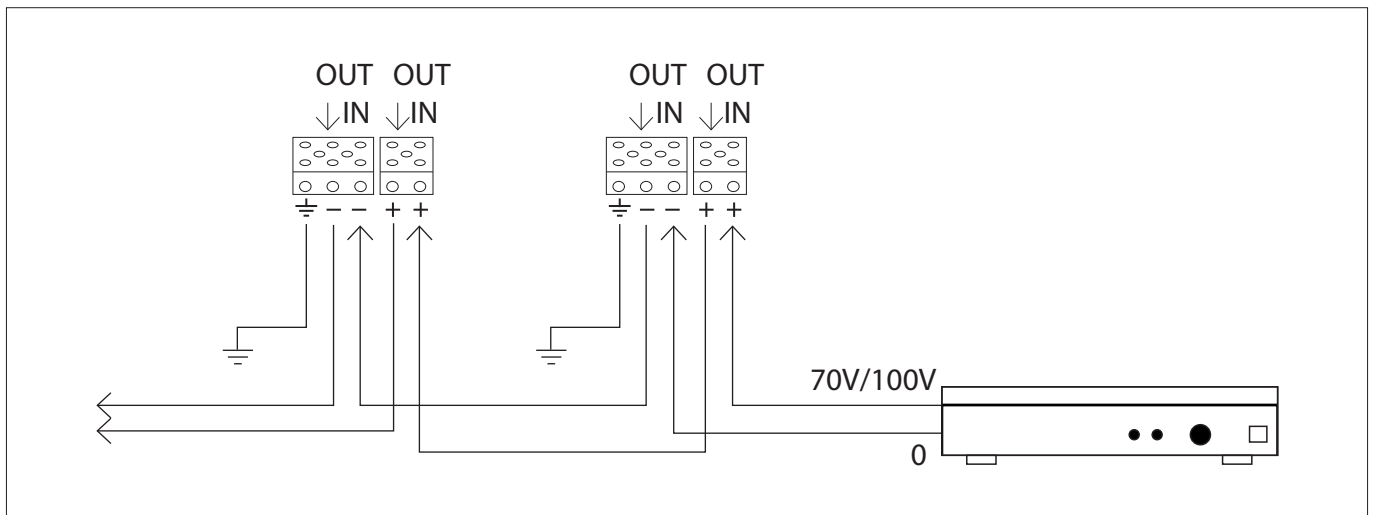 OUT OUT
↓IN ↓IN
OUT OUT
↓IN ↓IN
⏚ − − + +
⏚ − − + +
70V/100V
0